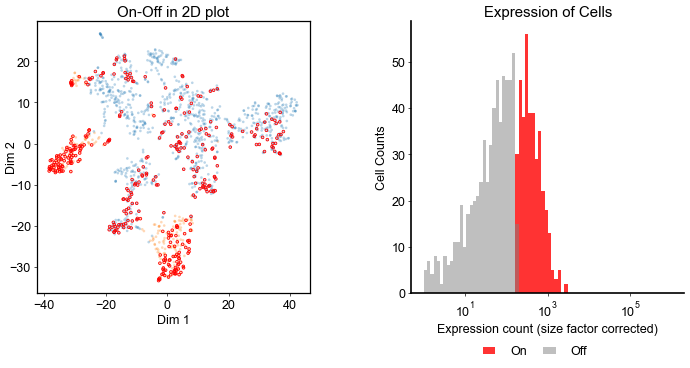 On-Off in 2D plot
20
10
0
−10
−20
−30
Dim 2
−40
−20
0
20
40
Dim 1
Expression of Cells
50
40
30
20
10
0
Cell Counts
10^1
10^3
10^5
Expression count (size factor corrected)
On
Off